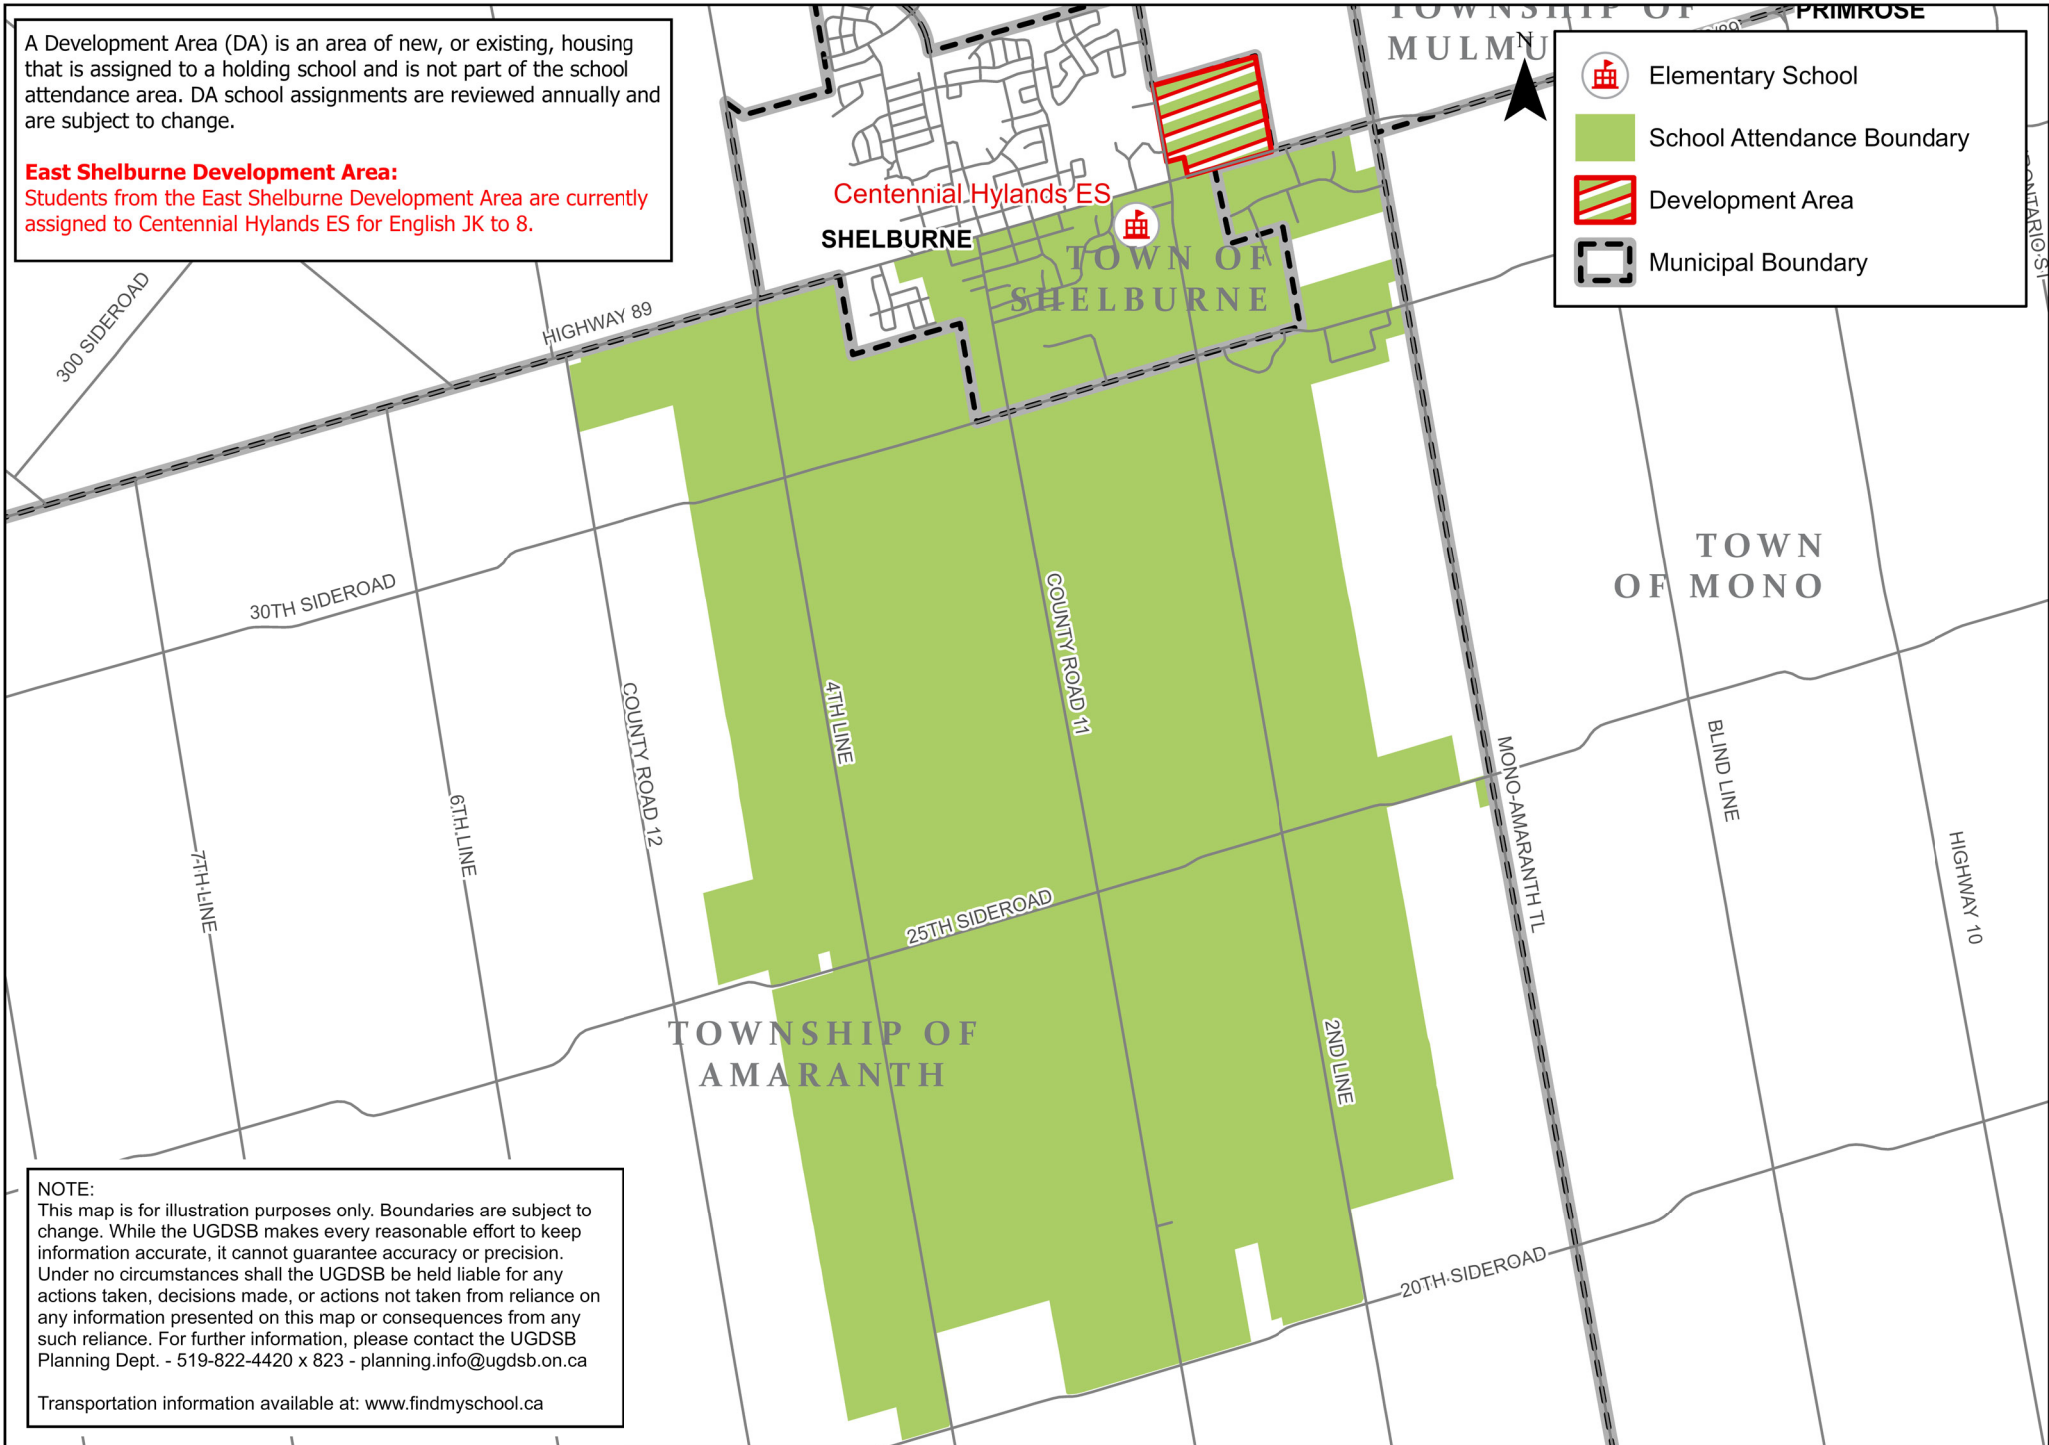 A Development Area (DA) is an area of new, or existing, housing
that is assigned to a holding school and is not part of the school
attendance area. DA school assignments are reviewed annually and
are subject to change.
East Shelburne Development Area:
Students from the East Shelburne Development Area are currently
assigned to Centennial Hylands ES for English JK to 8.
TOWNSHIP OF
PRIMROSE
N
Elementary School
School Attendance Boundary
Development Area
Municipal Boundary
Centennial Hylands ES
SHELBURNE
TOWN OF
SHELBURNE
300 SIDEROAD
HIGHWAY 89
30TH SIDEROAD
TOWN
OF MONO
COUNTY ROAD 11
4TH LINE
COUNTY ROAD 12
6TH LINE
7TH LINE
25TH SIDEROAD
MONO-AMARANTH TL
BLIND LINE
HIGHWAY 10
TOWNSHIP OF
AMARANTH
2ND LINE
20TH SIDEROAD
NOTE:
This map is for illustration purposes only. Boundaries are subject to
change. While the UGDSB makes every reasonable effort to keep
information accurate, it cannot guarantee accuracy or precision.
Under no circumstances shall the UGDSB be held liable for any
actions taken, decisions made, or actions not taken from reliance on
any information presented on this map or consequences from any
such reliance. For further information, please contact the UGDSB
Planning Dept. - 519-822-4420 x 823 - planning.info@ugdsb.on.ca
Transportation information available at: www.findmyschool.ca